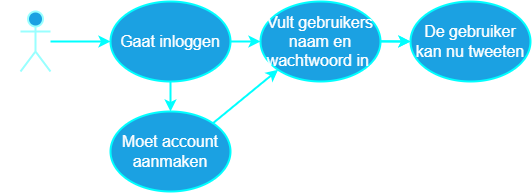 Gaat inloggen
Vult gebruikers
naam en
wachtwoord in
De gebruiker
kan nu tweeten
Moet account
aanmaken